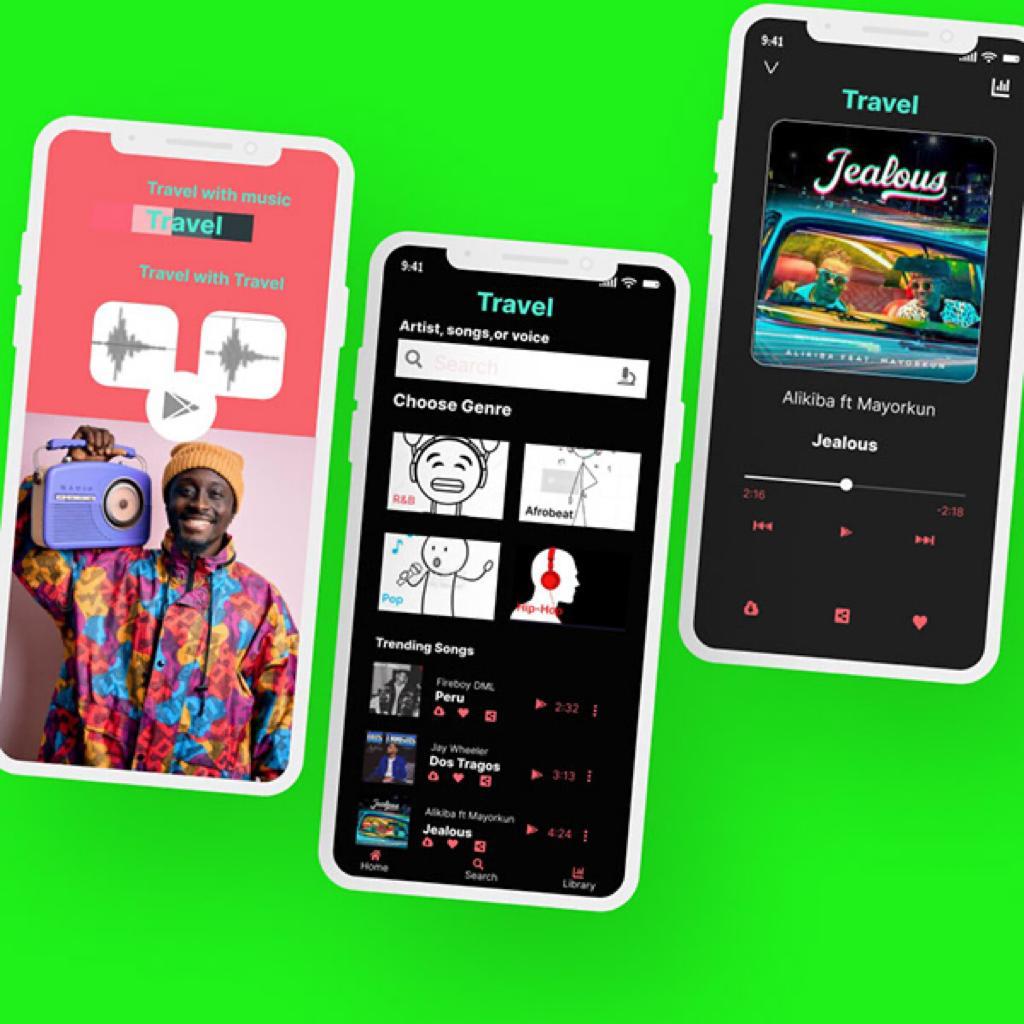 Travel with music
Travel
Travel with Travel
RADIO
9:41
Travel
Artist, songs,or voice
Search
Choose Genre
R&B
Afrobeat
Pop
Hip-Hop
Trending Songs
Fireboy DML
Peru
2:32
Jay Wheeler
Dos Tragos
3:13
Jealous
Alikiba ft Mayorkun
Jealous
4:24
Home
Search
Library
9:41
Travel
Jealous
ALIKIBA FEAT. MAYORKUN
Alikiba ft Mayorkun
Jealous
2:16
-2:18